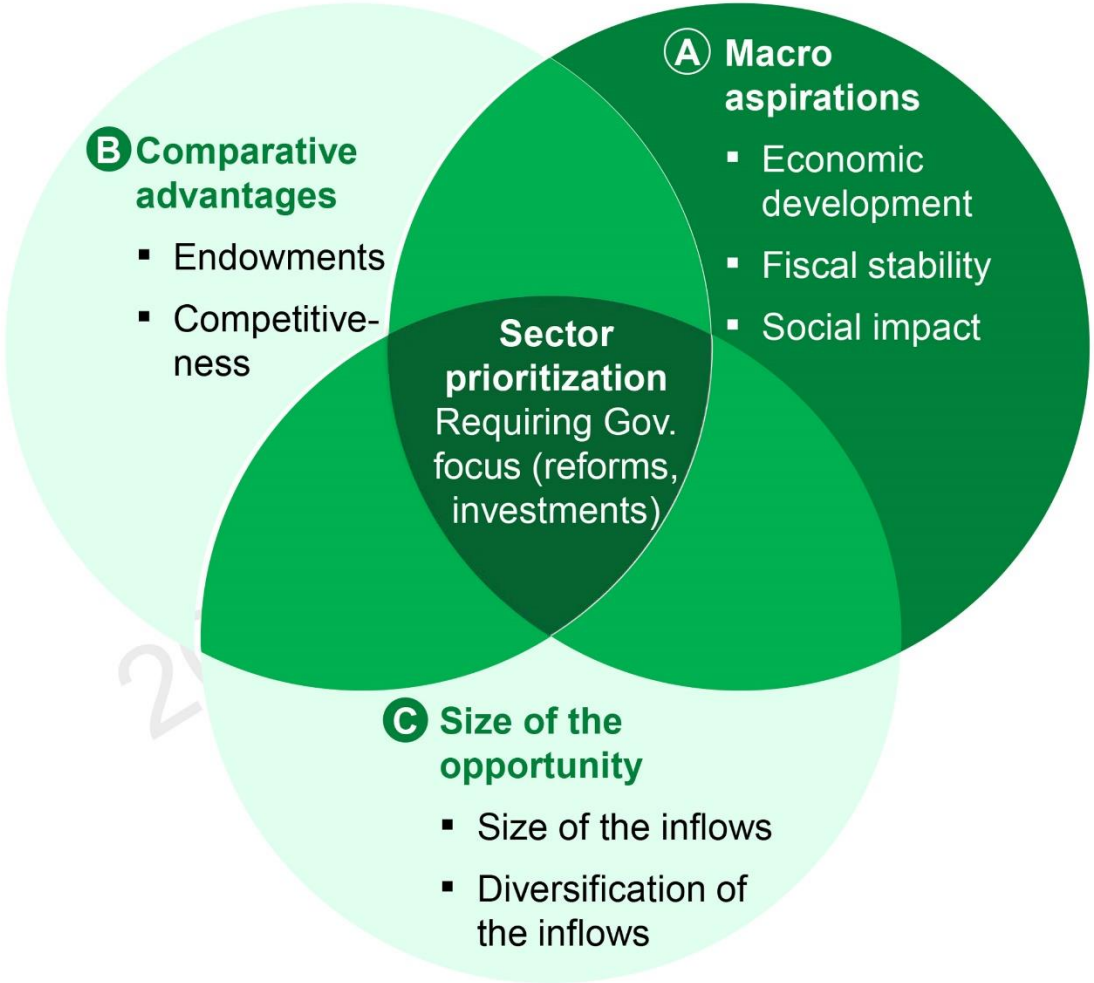 A Macro
aspirations
▪ Economic
development
▪ Fiscal stability
▪ Social impact
B Comparative
advantages
▪ Endowments
▪ Competitive-
ness
Sector
prioritization
Requiring Gov.
focus (reforms,
investments)
C Size of the
opportunity
▪ Size of the inflows
▪ Diversification of
the inflows